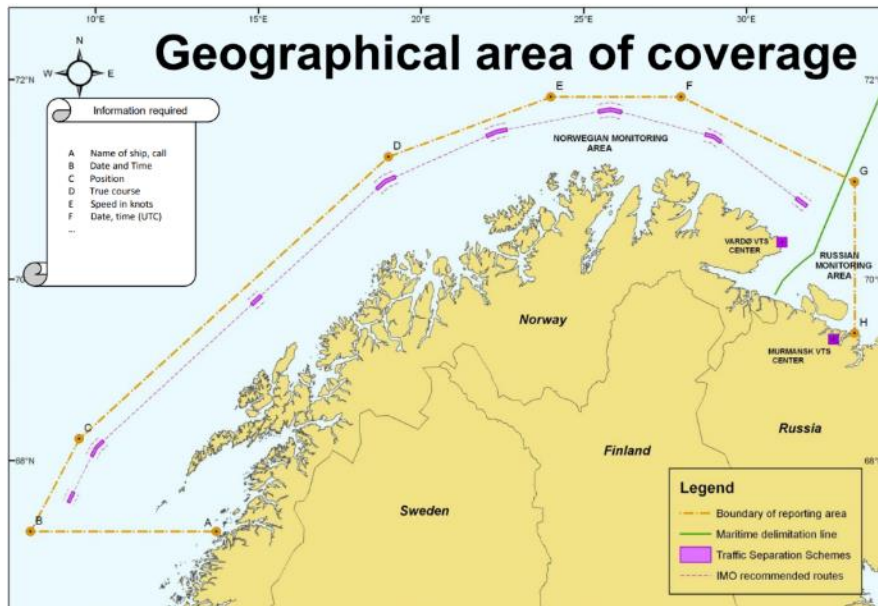 10°E
15°E
20°E
25°E
30°E
Geographical area of coverage
N
W E
S
72°N
72°
Information required
A Name of ship, call
B Date and Time
C Position
D True course
E Speed in knots
F Date, time (UTC)
...
E
F
D
NORWEGIAN MONITORING
AREA
G
VARDØ VTS
CENTER
RUSSIAN
MONITORING
AREA
70°N
70°
Norway
H
MURMANSK VTS
CENTER
C
Russia
Finland
68°N
68°
Sweden
B
A
Legend
Boundary of reporting area
Maritime delimitation line
Traffic Separation Schemes
IMO recommended routes